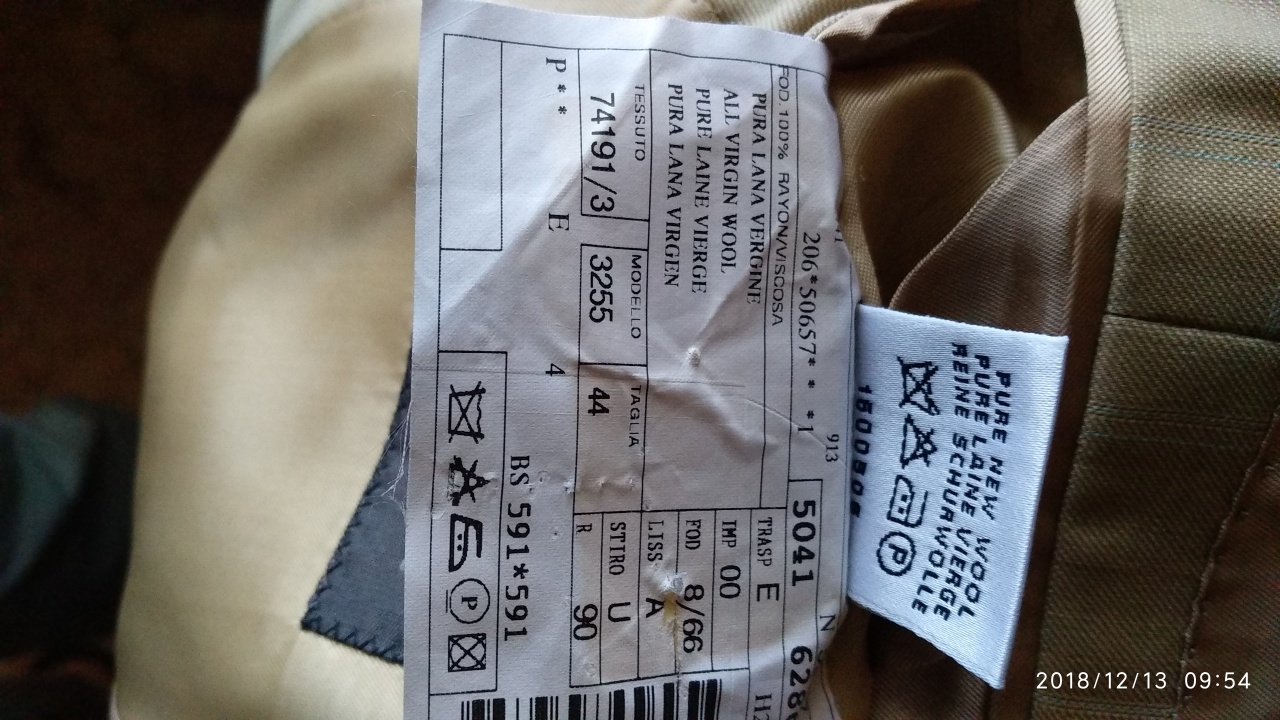 206*50657* * *1
913
5041
N
FOD.100% RAYON/VISCOSA
PURA LANA VERGINE
ALL VIRGIN WOOL
PURE LAINE VIERGE
PURA LANA VIRGEN
TRASP E
IMP 00
FOD 8/66
LISS A
STIRO U
R 90
TESSUTO
74191/3
MODELLO
3255
TAGLIA
44
P** E 4
BS 591*591
P
PURE NEW WOOL
PURE LAINE VIERGE
REINE SCHURWOLLE
P
2018/12/13 09:54